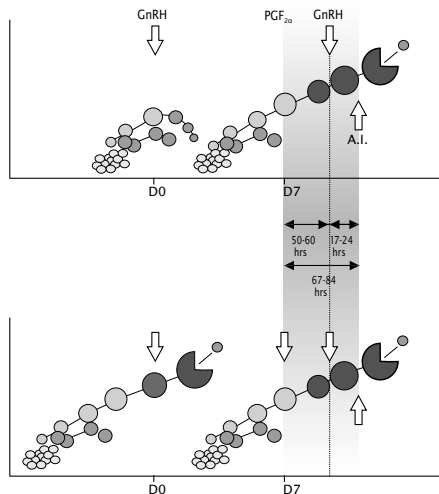 GnRH
PGF2α
GnRH
A.I.
D0
D7
50-60
hrs
17-24
hrs
67-84
hrs
D0
D7